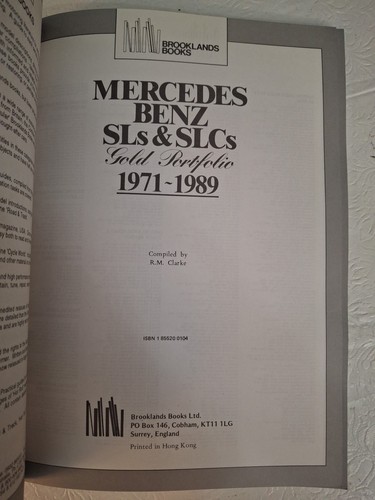 BROOKLANDS
BOOKS
MERCEDES
BENZ
SLs & SLCs
Gold Portfolio
1971~1989
Compiled by
R.M. Clarke
ISBN 1 85520 0104
Brooklands Books Ltd.
PO Box 146, Cobham, KT11 1LG
Surrey, England
Printed in Hong Kong